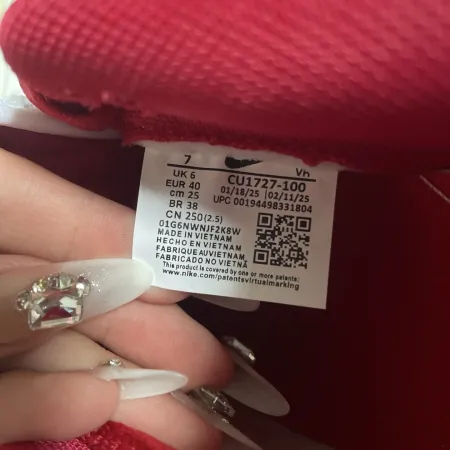 7 VN
UK 6 CU1727-100
EUR 40 01/18/25 02/11/25
cm 25 UPC 00194498331804
BR 38
CN 250(2.5)
01G6NWNJF2K8W
MADE IN VIETNAM
HECHO EN VIETNAM
FABRIQUE AU VIETNAM
FABRICADO NO VIETNÃ
This product is covered by one or more patents:
www.nike.com/patentsvirtualmarking